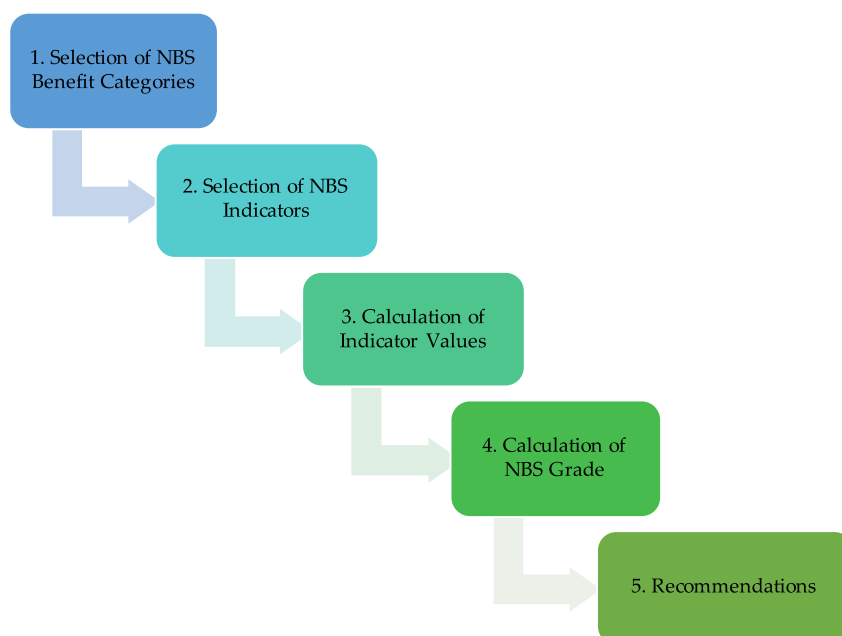 1. Selection of NBS
Benefit Categories
2. Selection of NBS
Indicators
3. Calculation of
Indicator Values
4. Calculation of
NBS Grade
5. Recommendations